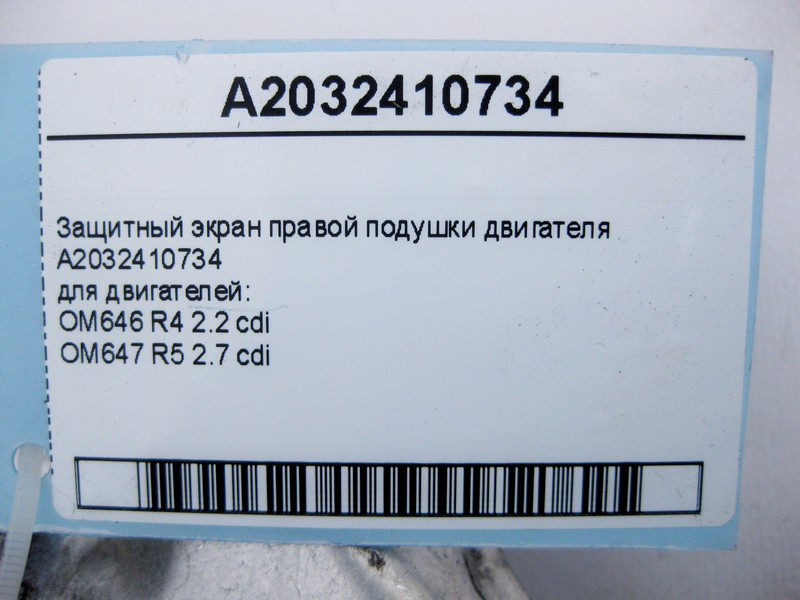 A2032410734
Защитный экран правой подушки двигателя
A2032410734
для двигателей:
OM646 R4 2.2 cdi
OM647 R5 2.7 cdi